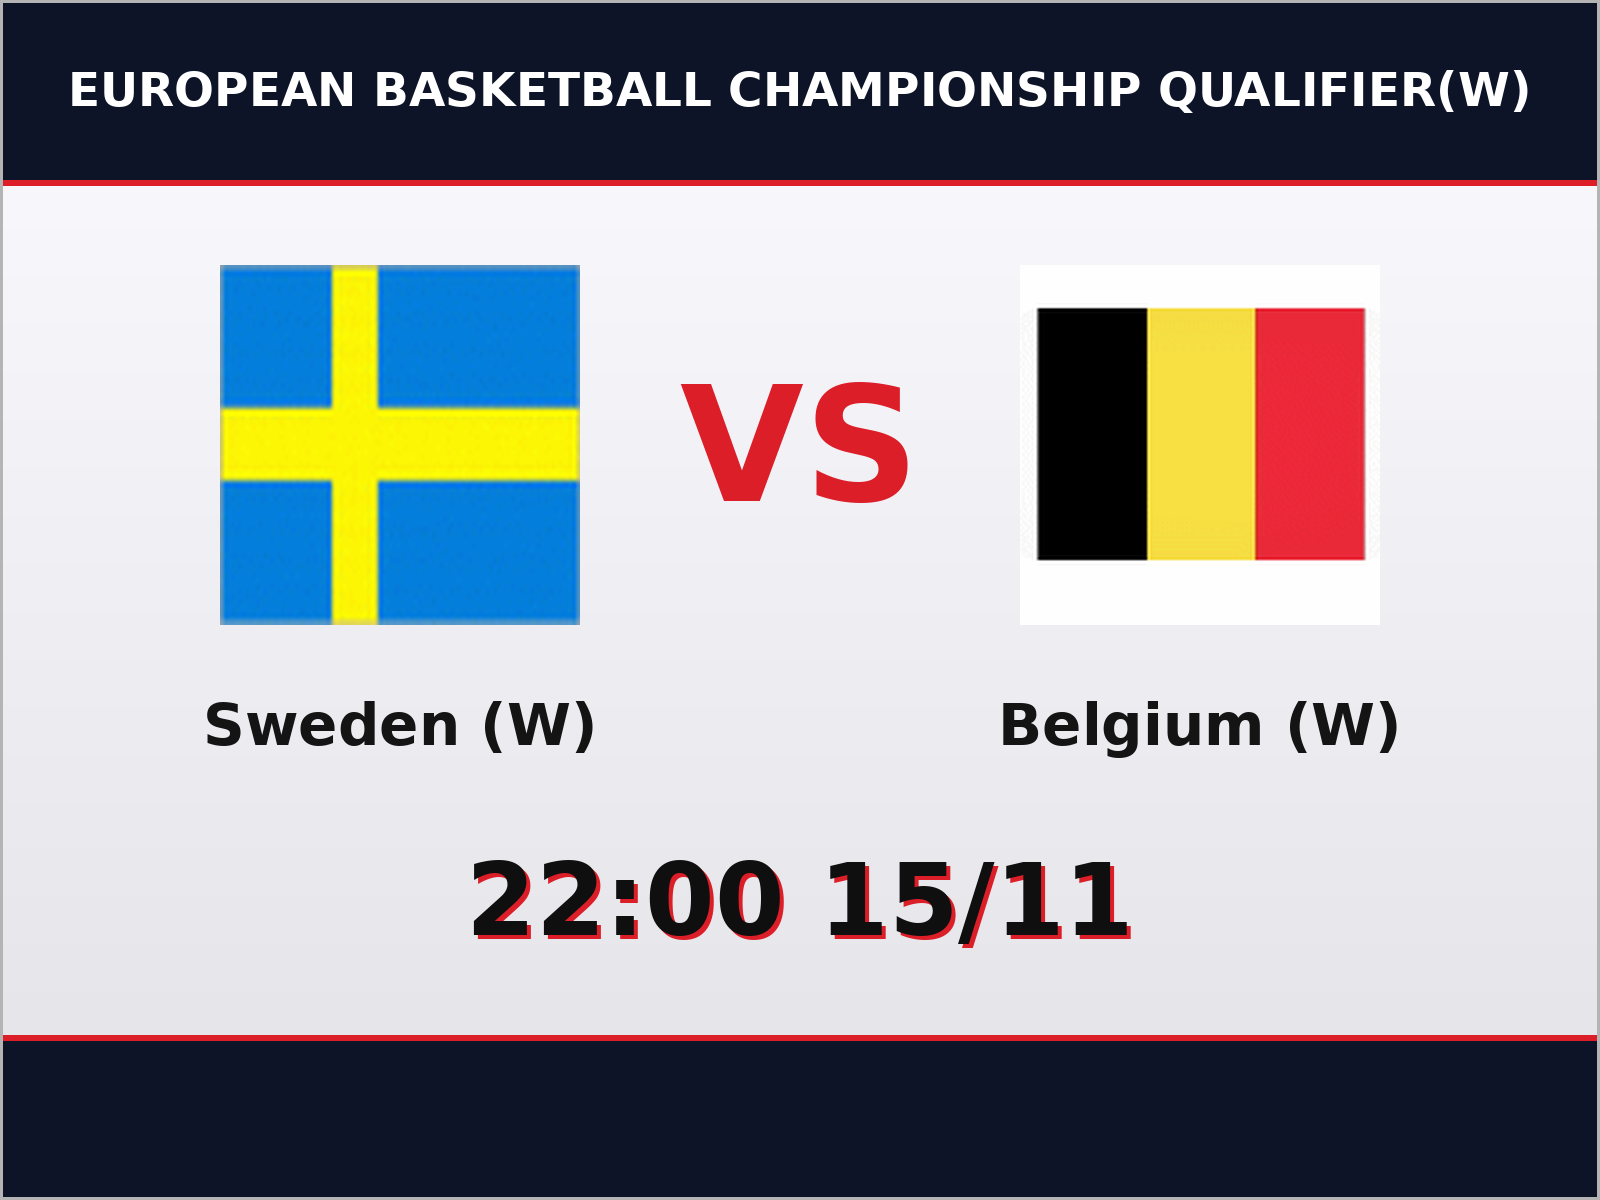 EUROPEAN BASKETBALL CHAMPIONSHIP QUALIFIER(W)
VS
Sweden (W)
Belgium (W)
22:00 15/11